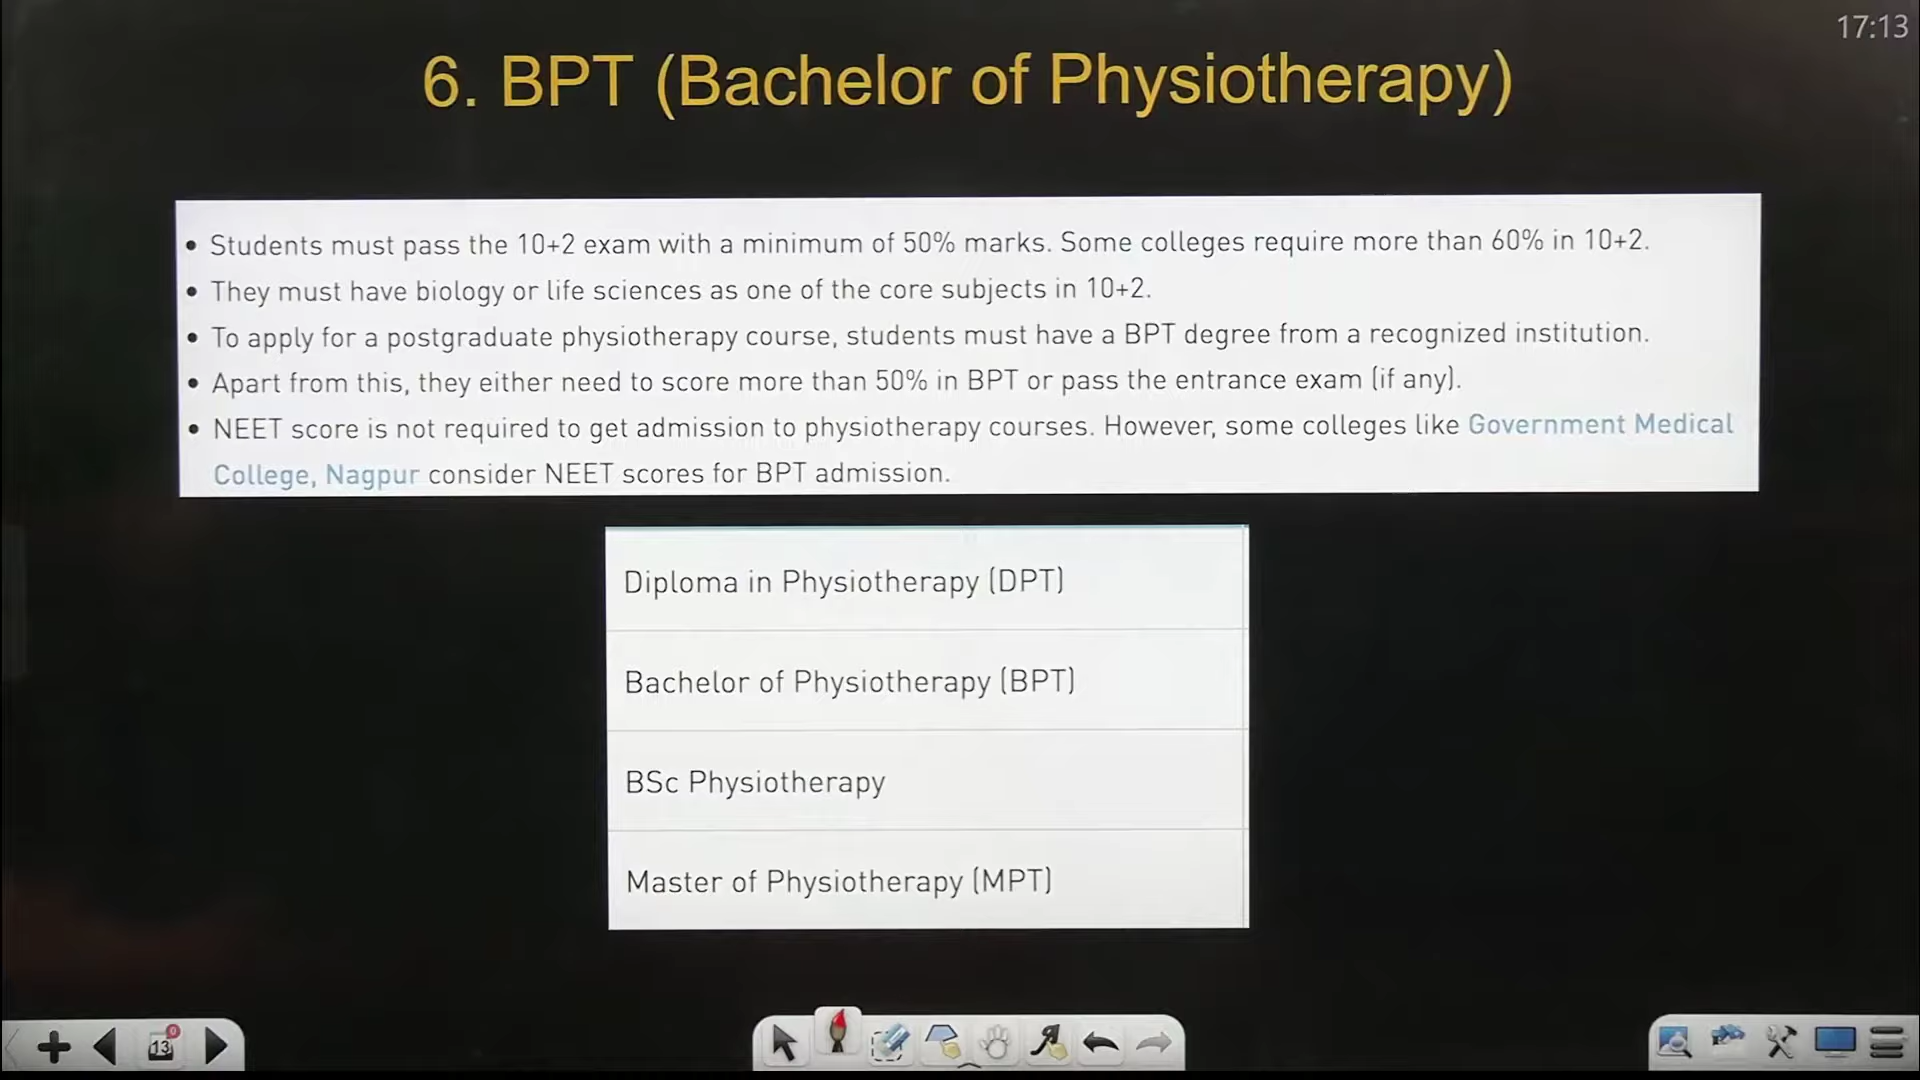 17:13
6. BPT (Bachelor of Physiotherapy)
• Students must pass the 10+2 exam with a minimum of 50% marks. Some colleges require more than 60% in 10+2.
• They must have biology or life sciences as one of the core subjects in 10+2.
• To apply for a postgraduate physiotherapy course, students must have a BPT degree from a recognized institution.
• Apart from this, they either need to score more than 50% in BPT or pass the entrance exam (if any).
• NEET score is not required to get admission to physiotherapy courses. However, some colleges like Government Medical
College, Nagpur consider NEET scores for BPT admission.
Diploma in Physiotherapy (DPT)
Bachelor of Physiotherapy (BPT)
BSc Physiotherapy
Master of Physiotherapy (MPT)
0
13